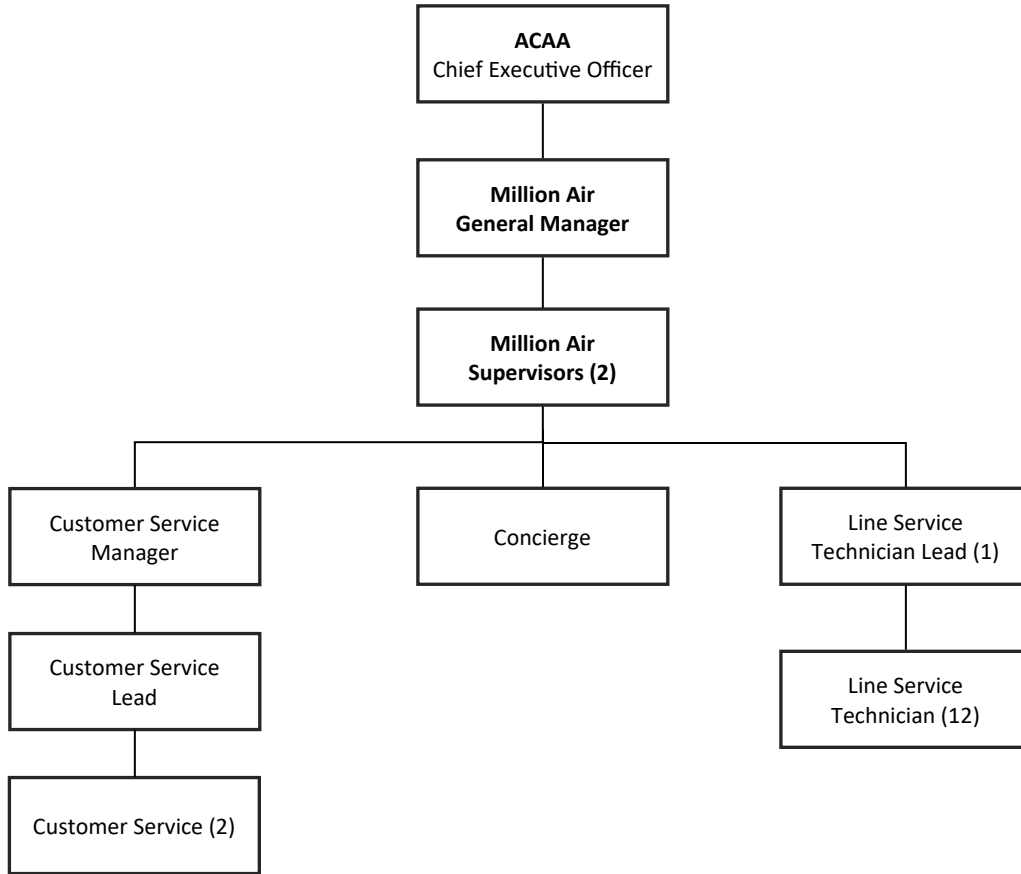 ACAA
Chief Executive Officer
Million Air
General Manager
Million Air
Supervisors (2)
Customer Service
Manager
Concierge
Line Service
Technician Lead (1)
Customer Service
Lead
Line Service
Technician (12)
Customer Service (2)